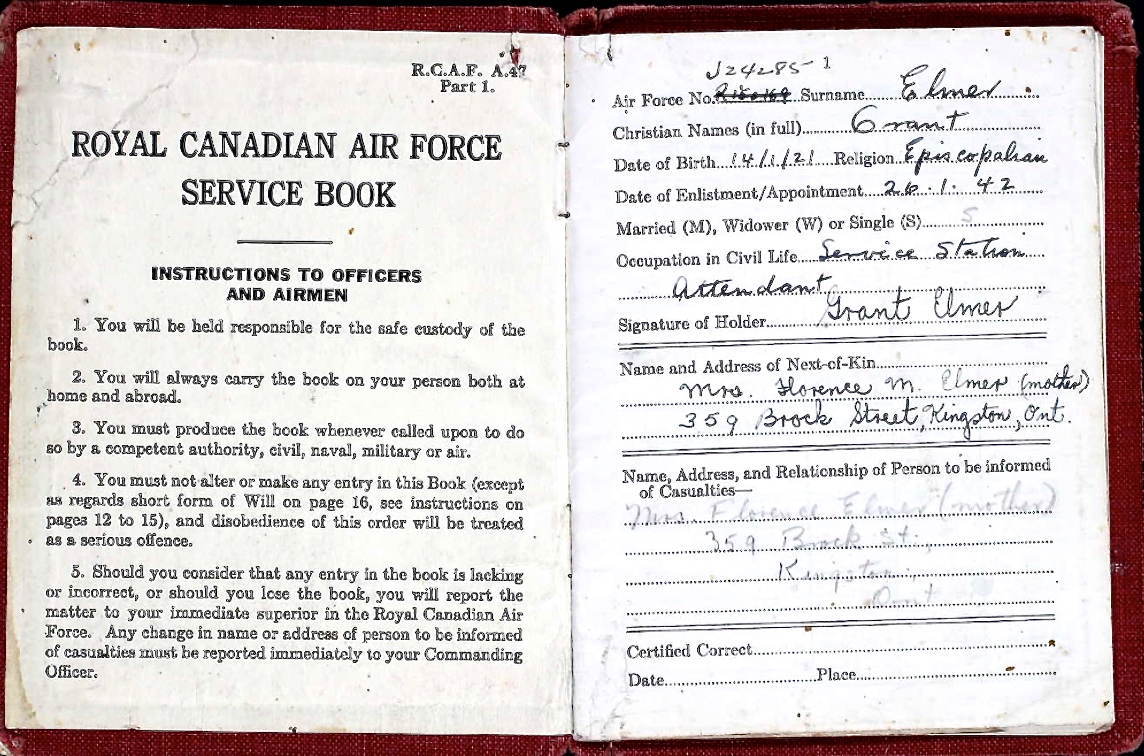 R.C.A.F. A.47
Part 1.
ROYAL CANADIAN AIR FORCE
SERVICE BOOK
INSTRUCTIONS TO OFFICERS
AND AIRMEN
1. You will be held responsible for the safe custody of the
book.
2. You will always carry the book on your person both at
home and abroad.
3. You must produce the book whenever called upon to do
so by a competent authority, civil, naval, military or air.
4. You must not alter or make any entry in this Book (except
as regards short form of Will on page 16, see instructions on
pages 12 to 15), and disobedience of this order will be treated
as a serious offence.
5. Should you consider that any entry in the book is lacking
or incorrect, or should you lose the book, you will report the
matter to your immediate superior in the Royal Canadian Air
Force. Any change in name or address of person to be informed
of casualties must be reported immediately to your Commanding
Officer.
J24285 1
Air Force No. Surname Elmer
Christian Names (in full) Grant
Date of Birth 14/1/21 Religion Episcopalian
Date of Enlistment/Appointment 26.1.42
Married (M), Widower (W) or Single (S) S
Occupation in Civil Life Service Station
Attendant
Signature of Holder Grant Elmer
Name and Address of Next-of-Kin
Mrs. Florence M. Elmer (mother)
359 Brock Street, Kingston, Ont.
Name, Address, and Relationship of Person to be informed
of Casualties—
Mrs. Florence Elmer (mother)
359 Brock St.,
Kingston,
Ont
Certified Correct
Date Place